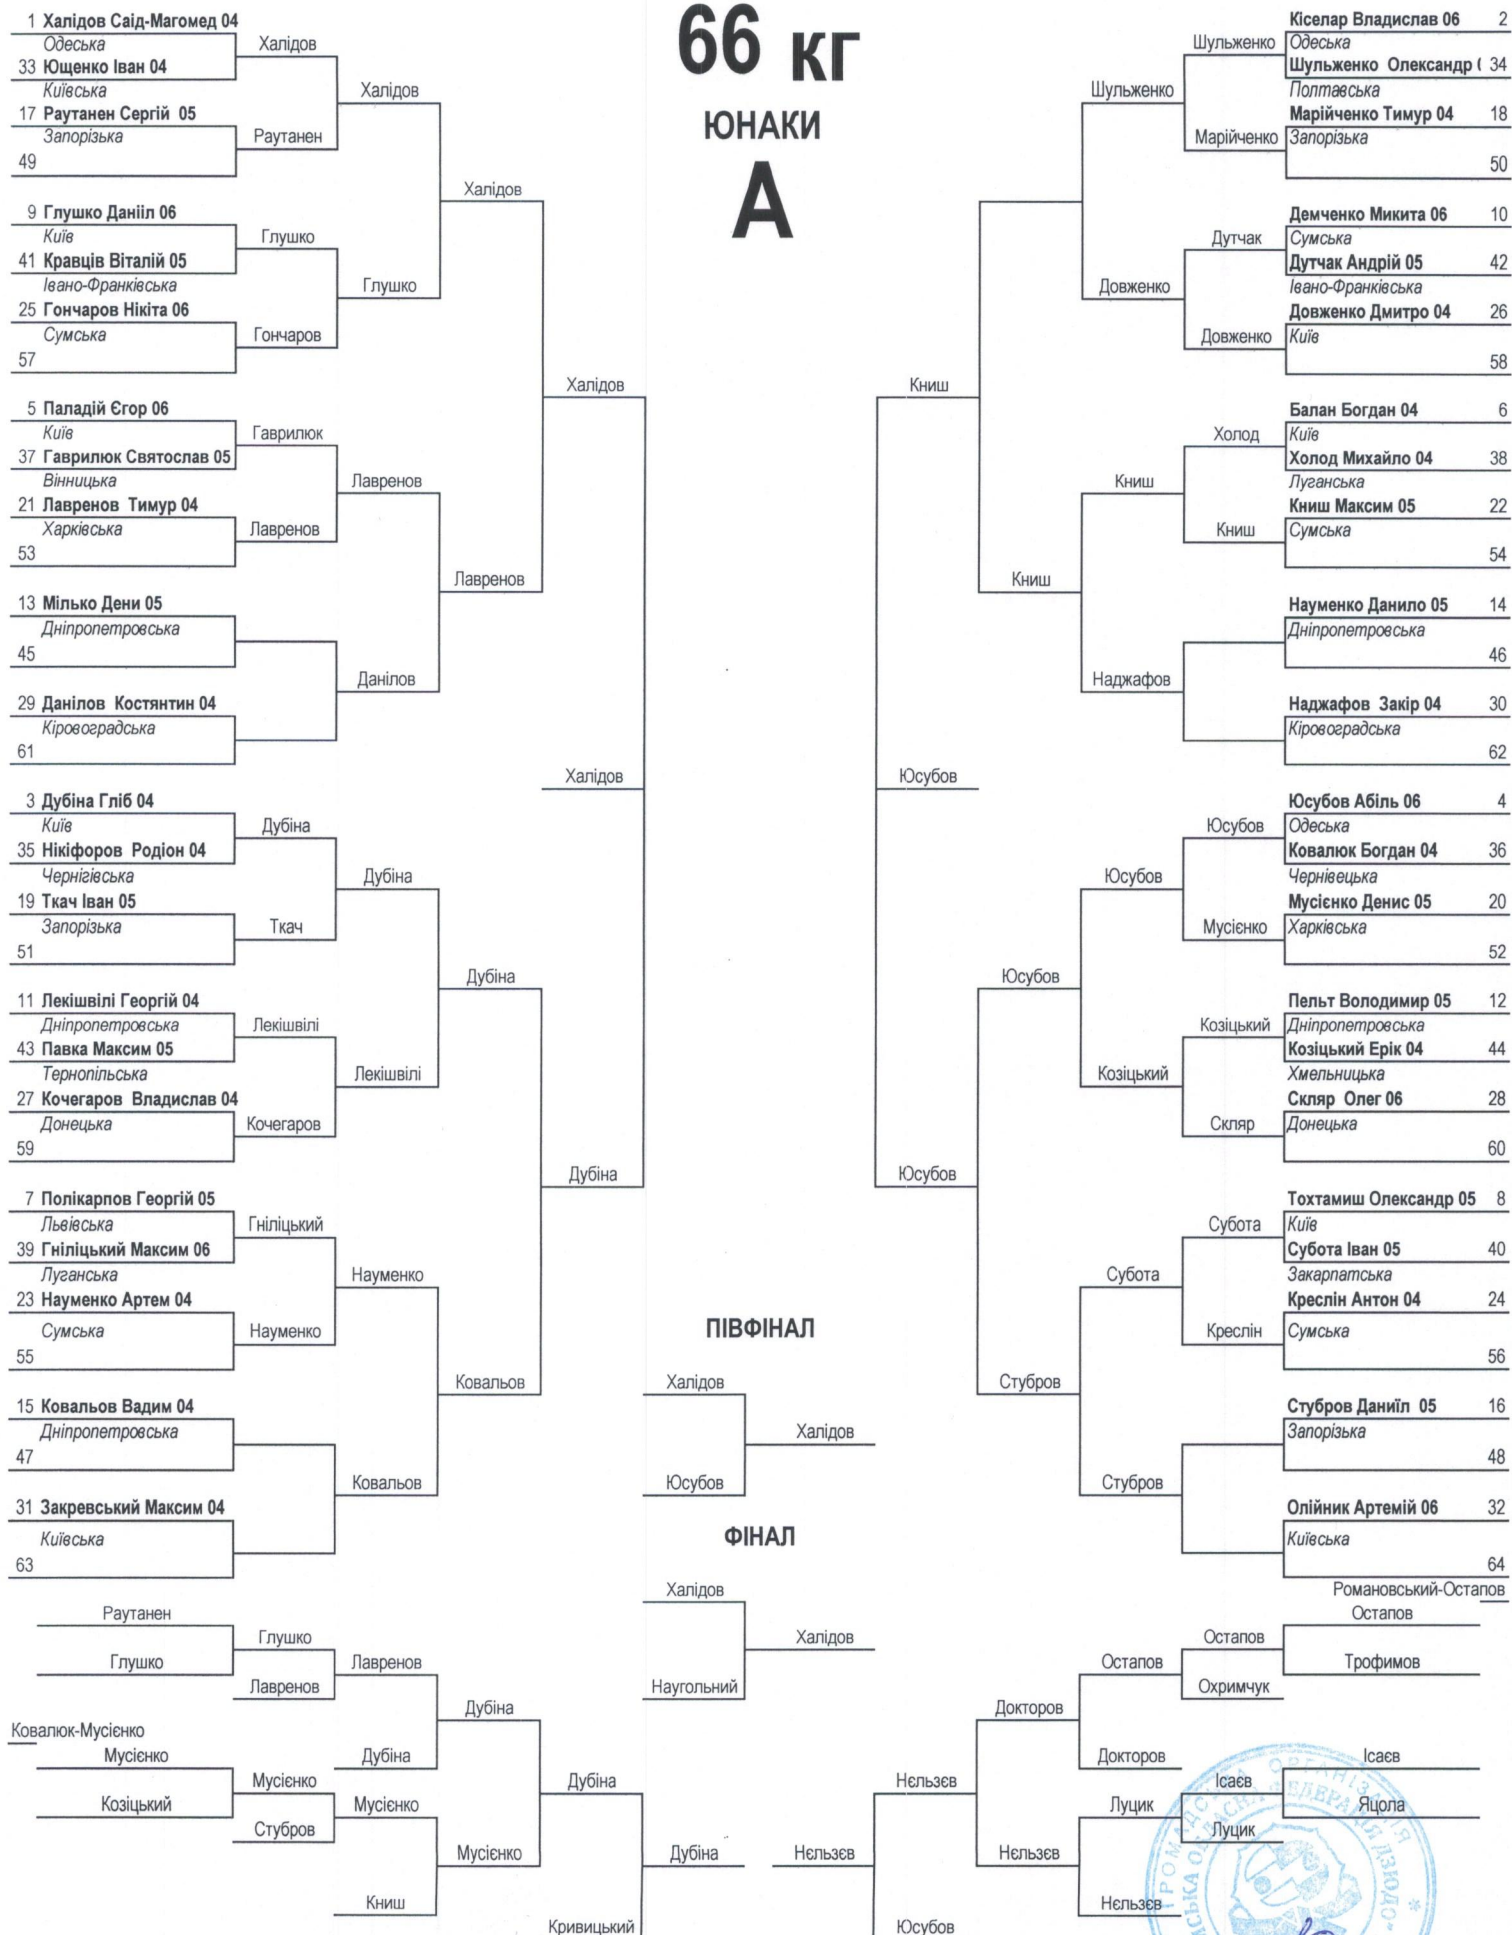 66 кг
ЮНАКИ
А
1 Халідов Саід-Магомед 04
Одеська
33 Ющенко Іван 04
Київська
17 Раутанен Сергій 05
Запорізька
49
9 Глушко Данііл 06
Київ
41 Кравців Віталій 05
Івано-Франківська
25 Гончаров Нікіта 06
Сумська
57
5 Паладій Єгор 06
Київ
37 Гаврилюк Святослав 05
Вінницька
21 Лавренов Тимур 04
Харківська
53
13 Мілько Дени 05
Дніпропетровська
45
29 Данілов Костянтин 04
Кіровоградська
61
3 Дубіна Гліб 04
Київ
35 Нікіфоров Родіон 04
Чернігівська
19 Ткач Іван 05
Запорізька
51
11 Лекішвілі Георгій 04
Дніпропетровська
43 Павка Максим 05
Тернопільська
27 Кочегаров Владислав 04
Донецька
59
7 Полікарпов Георгій 05
Львівська
39 Гніліцький Максим 06
Луганська
23 Науменко Артем 04
Сумська
55
15 Ковальов Вадим 04
Дніпропетровська
47
31 Закревський Максим 04
Київська
63
Халідов
Раутанен
Глушко
Гончаров
Гаврилюк
Лавренов
Дубіна
Ткач
Лекішвілі
Кочегаров
Гніліцький
Науменко
Халідов
Глушко
Лавренов
Данілов
Дубіна
Лекішвілі
Науменко
Ковальов
Халідов
Лавренов
Дубіна
Ковальов
Халідов
Дубіна
Халідов
Кіселар Владислав 06 2
Одеська
Шульженко Олександр ( 34
Полтавська
Марійченко Тимур 04 18
Запорізька
50
Демченко Микита 06 10
Сумська
Дутчак Андрій 05 42
Івано-Франківська
Довженко Дмитро 04 26
Київ
58
Балан Богдан 04 6
Київ
Холод Михайло 04 38
Луганська
Книш Максим 05 22
Сумська
54
Науменко Данило 05 14
Дніпропетровська
46
Наджафов Закір 04 30
Кіровоградська
62
Юсубов Абіль 06 4
Одеська
Ковалюк Богдан 04 36
Чернівецька
Мусієнко Денис 05 20
Харківська
52
Пельт Володимир 05 12
Дніпропетровська
Козіцький Ерік 04 44
Хмельницька
Скляр Олег 06 28
Донецька
60
Тохтамиш Олександр 05 8
Київ
Субота Іван 05 40
Закарпатська
Креслін Антон 04 24
Сумська
56
Стубров Даниїл 05 16
Запорізька
48
Олійник Артемій 06 32
Київська
64
Шульженко
Марійченко
Дутчак
Довженко
Холод
Книш
Юсубов
Мусієнко
Козіцький
Скляр
Субота
Креслін
Шульженко
Довженко
Книш
Наджафов
Юсубов
Козіцький
Субота
Стубров
Книш
Юсубов
Стубров
Книш
Юсубов
Юсубов
ПІВФІНАЛ
Халідов
Халідов
Юсубов
ФІНАЛ
Халідов
Халідов
Наугольний
Раутанен
Глушко
Глушко
Лавренов
Лавренов
Дубіна
Дубіна
Ковалюк-Мусієнко
Мусієнко
Козіцький
Мусієнко
Стубров
Мусієнко
Книш
Мусієнко
Дубіна
Кривицький
Дубіна
Романовський-Остапов
Остапов
Трофимов
Остапов
Охримчук
Остапов
Докторов
Докторов
Ісаєв
Яцола
Ісаєв
Луцик
Луцик
Нєльзєв
Нєльзєв
Нєльзєв
Юсубов
Нєльзєв